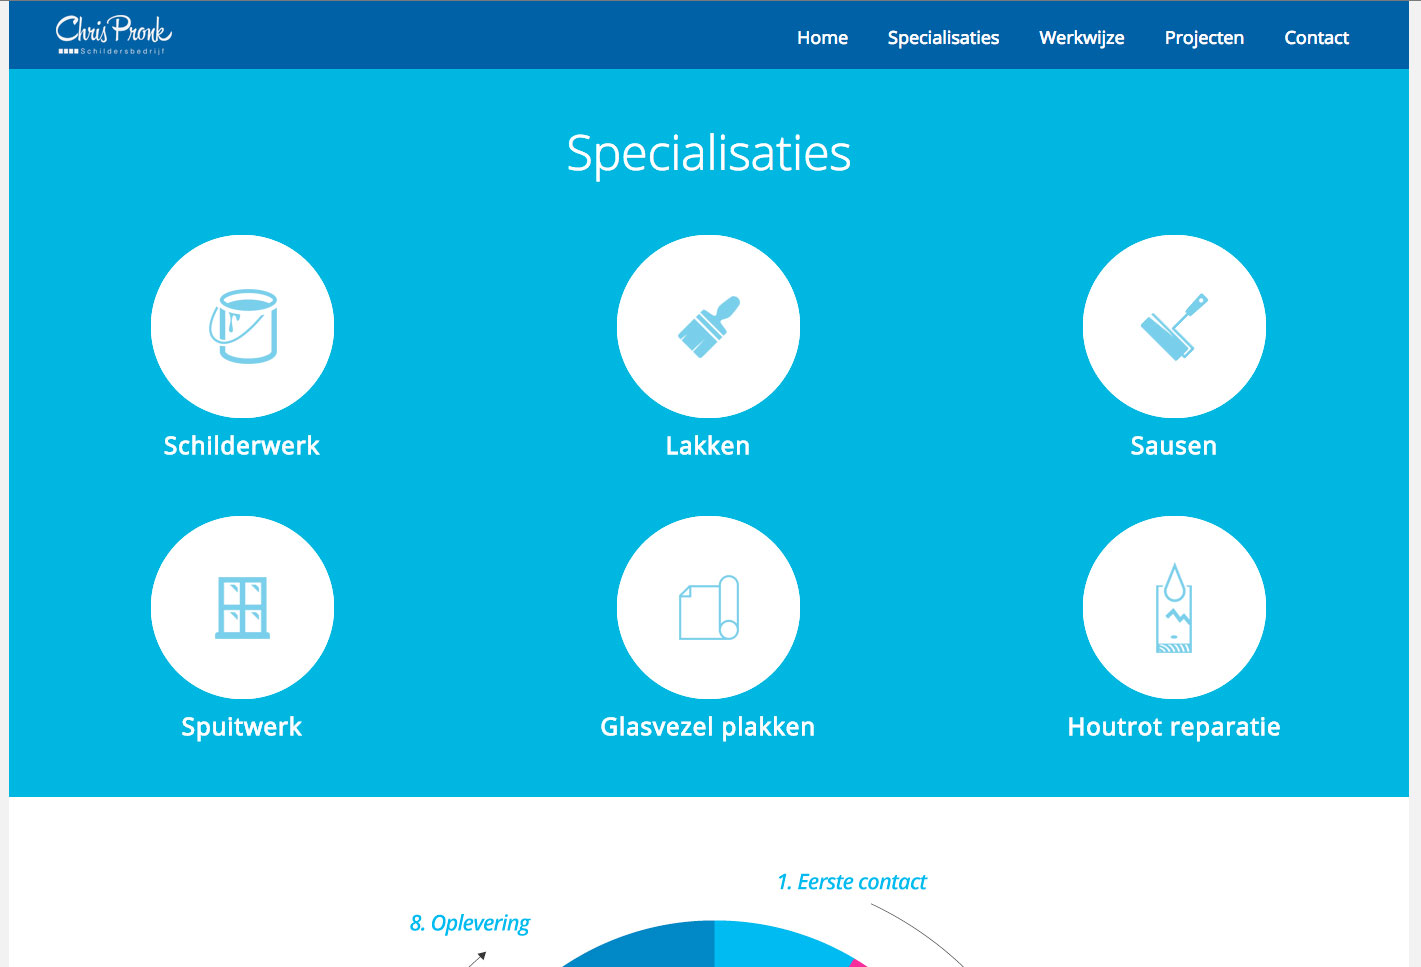 Chris Pronk
Schildersbedrijf
Home Specialisaties Werkwijze Projecten Contact
Specialisaties
Schilderwerk Lakken Sausen
Spuitwerk Glasvezel plakken Houtrot reparatie
1. Eerste contact
8. Oplevering